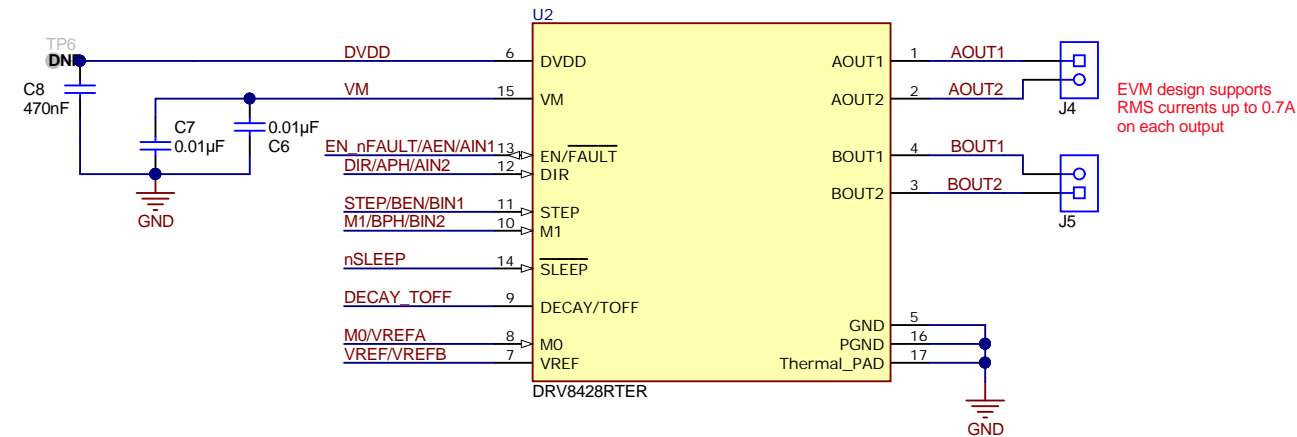 U2
TP6
DNP
DVDD 6 DVDD
C8
470nF
VM 15 VM
C7
0.01µF
0.01µF
C6
GND
EN_nFAULT/AEN/AIN1 13 EN/FAULT
DIR/APH/AIN2 12 DIR
STEP/BEN/BIN1 11 STEP
M1/BPH/BIN2 10 M1
nSLEEP 14 SLEEP
DECAY_TOFF 9 DECAY/TOFF
M0/VREFA 8 M0
VREF/VREFB 7 VREF
DRV8428RTER
AOUT1 1 AOUT1
AOUT2 2 AOUT2
J4
BOUT1 4 BOUT1
BOUT2 3 BOUT2
J5
EVM design supports
RMS currents up to 0.7A
on each output
GND 5
PGND 16
Thermal_PAD 17
GND